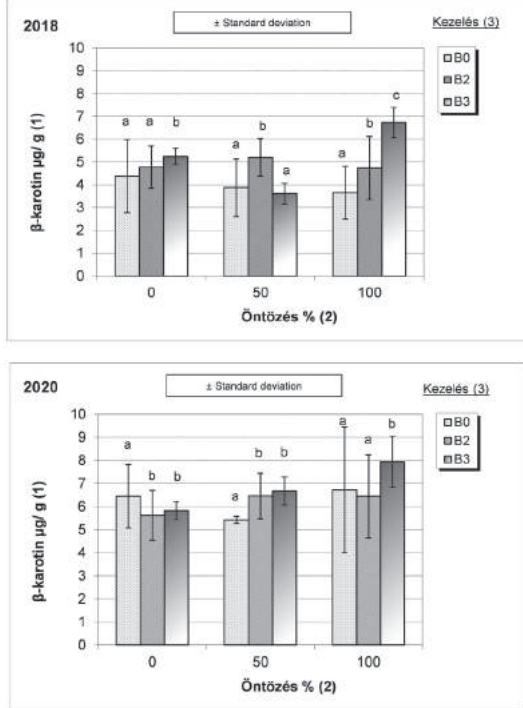 2018
± Standard deviation
Kezelés (3)
B0
B2
B3
10
9
8
7
6
5
4
3
2
1
0
β-karotin µg/ g (1)
a a b
a b a
a b c
0 50 100
Öntözés % (2)
2020
± Standard deviation
Kezelés (3)
B0
B2
B3
10
9
8
7
6
5
4
3
2
1
0
β-karotin µg/ g (1)
a b b
a b b
a a b
0 50 100
Öntözés % (2)